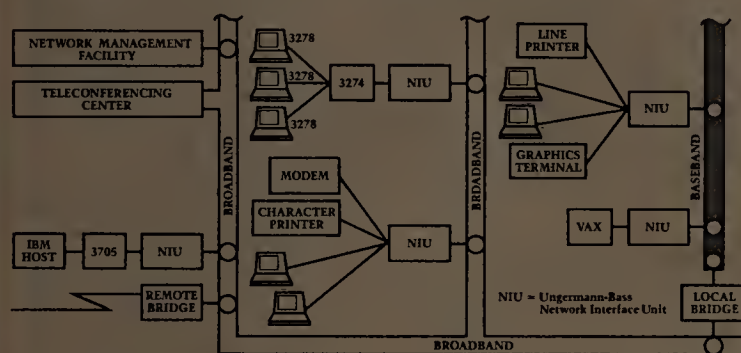 NETWORK MANAGEMENT
FACILITY
TELECONFERENCING
CENTER
IBM
HOST
3705
NIU
REMOTE
BRIDGE
BROADBAND
3278
3278
3278
3274
NIU
MODEM
CHARACTER
PRINTER
NIU
BROADBAND
LINE
PRINTER
NIU
GRAPHICS
TERMINAL
BASEBAND
VAX
NIU
NIU = Ungermann-Bass
Network Interface Unit
LOCAL
BRIDGE
BROADBAND